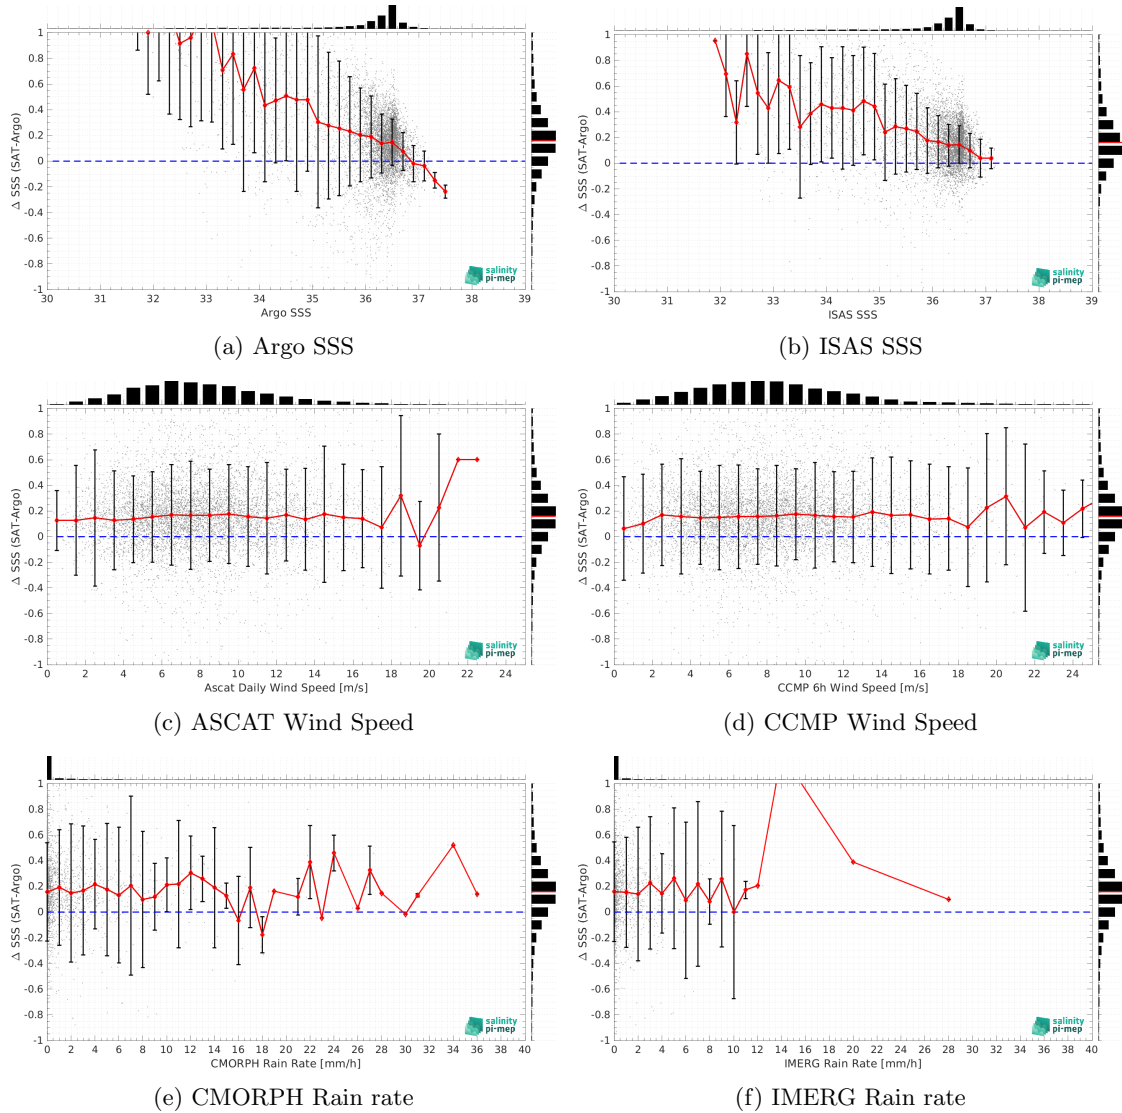 1
0.8
0.6
0.4
0.2
0
-0.2
-0.4
-0.6
-0.8
-1
Δ SSS (SAT-Argo)
salinity
pi-mep
30 31 32 33 34 35 36 37 38 39
Argo SSS
(a) Argo SSS
1
0.8
0.6
0.4
0.2
0
-0.2
-0.4
-0.6
-0.8
-1
Δ SSS (SAT-Argo)
salinity
pi-mep
30 31 32 33 34 35 36 37 38 39
ISAS SSS
(b) ISAS SSS
1
0.8
0.6
0.4
0.2
0
-0.2
-0.4
-0.6
-0.8
-1
Δ SSS (SAT-Argo)
salinity
pi-mep
0 2 4 6 8 10 12 14 16 18 20 22 24
Ascat Daily Wind Speed [m/s]
(c) ASCAT Wind Speed
1
0.8
0.6
0.4
0.2
0
-0.2
-0.4
-0.6
-0.8
-1
Δ SSS (SAT-Argo)
salinity
pi-mep
0 2 4 6 8 10 12 14 16 18 20 22 24
CCMP 6h Wind Speed [m/s]
(d) CCMP Wind Speed
1
0.8
0.6
0.4
0.2
0
-0.2
-0.4
-0.6
-0.8
-1
Δ SSS (SAT-Argo)
salinity
pi-mep
0 2 4 6 8 10 12 14 16 18 20 22 24 26 28 30 32 34 36 38 40
CMORPH Rain Rate [mm/h]
(e) CMORPH Rain rate
1
0.8
0.6
0.4
0.2
0
-0.2
-0.4
-0.6
-0.8
-1
Δ SSS (SAT-Argo)
salinity
pi-mep
0 2 4 6 8 10 12 14 16 18 20 22 24 26 28 30 32 34 36 38 40
IMERG Rain Rate [mm/h]
(f) IMERG Rain rate